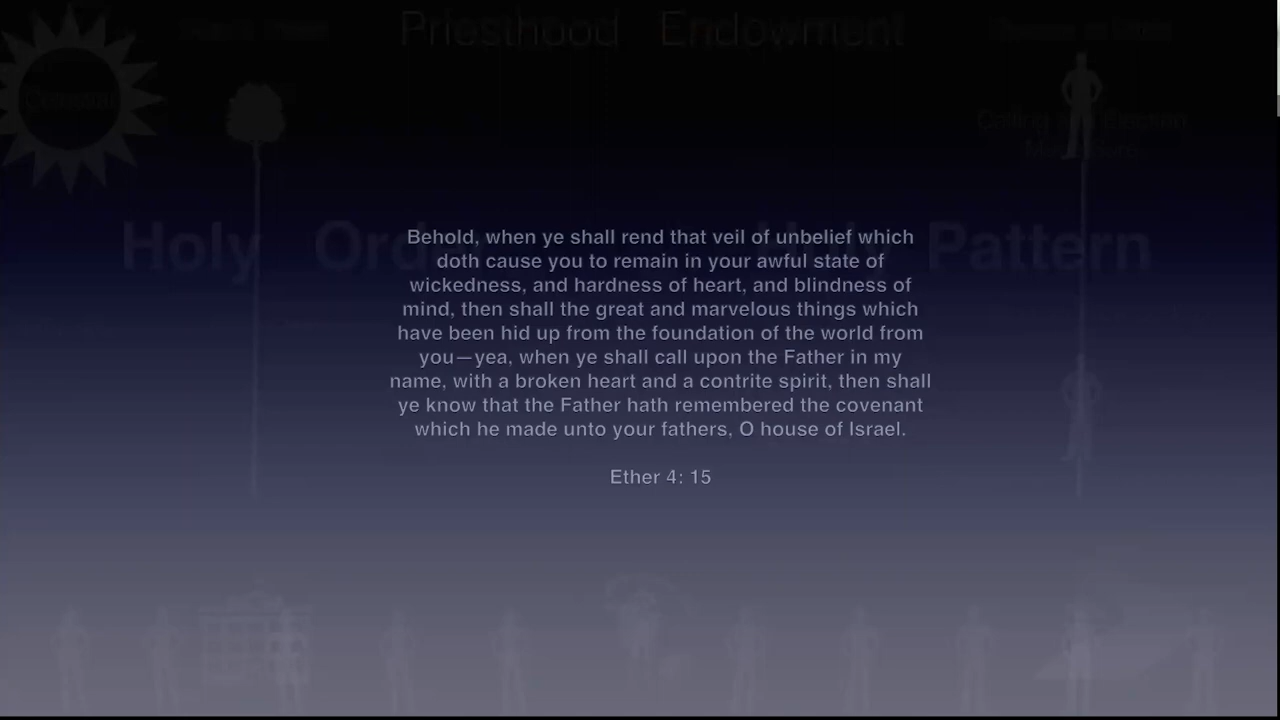 Priesthood Endowment
Holy Pattern
Behold, when ye shall rend that veil of unbelief which
doth cause you to remain in your awful state of
wickedness, and hardness of heart, and blindness of
mind, then shall the great and marvelous things which
have been hid up from the foundation of the world from
you—yea, when ye shall call upon the Father in my
name, with a broken heart and a contrite spirit, then shall
ye know that the Father hath remembered the covenant
which he made unto your fathers, O house of Israel.
Ether 4: 15